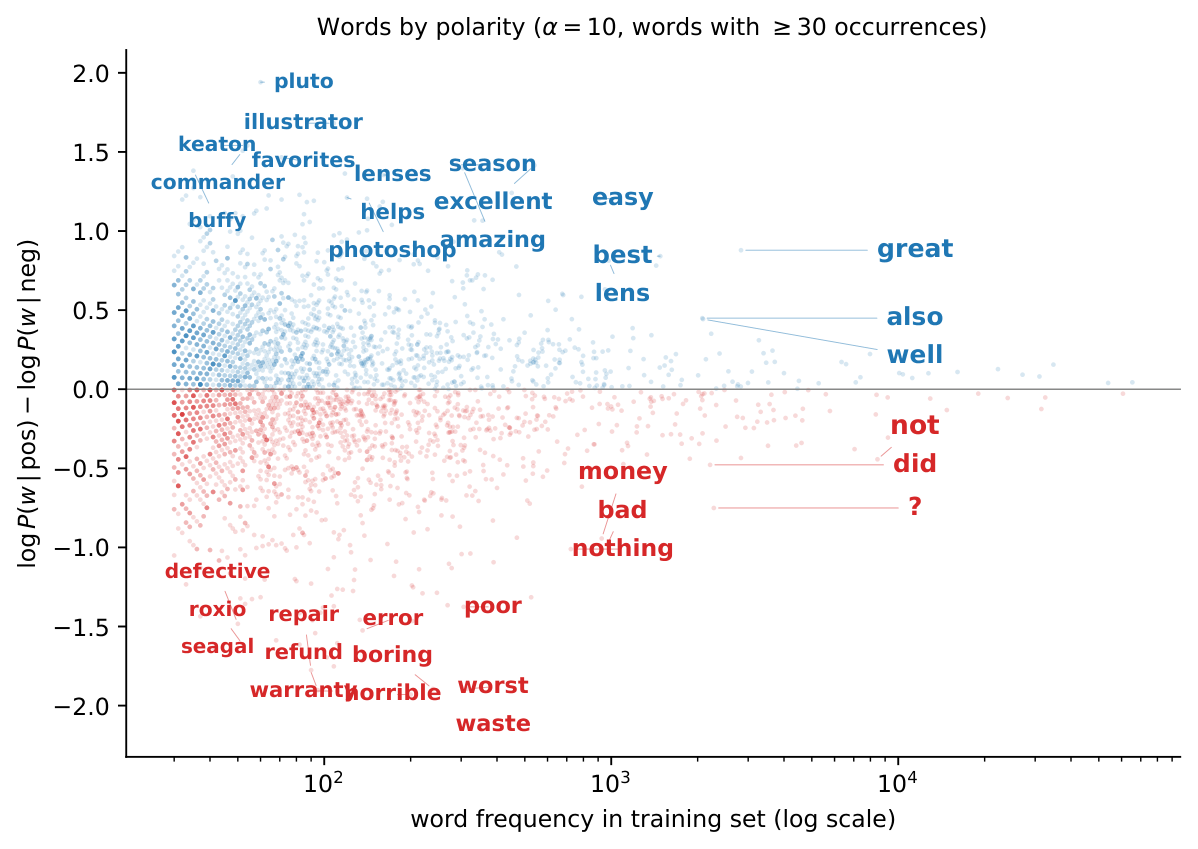 Words by polarity (α = 10, words with ≥ 30 occurrences)
log P(w | pos) − log P(w | neg)
2.0
1.5
1.0
0.5
0.0
−0.5
−1.0
−1.5
−2.0
pluto
illustrator
keaton
favorites
commander
buffy
lenses
helps
photoshop
season
excellent
amazing
easy
best
lens
great
also
well
not
did
?
money
bad
nothing
defective
roxio
seagal
repair
refund
warranty
error
boring
horrible
poor
worst
waste
10²
10³
10⁴
word frequency in training set (log scale)